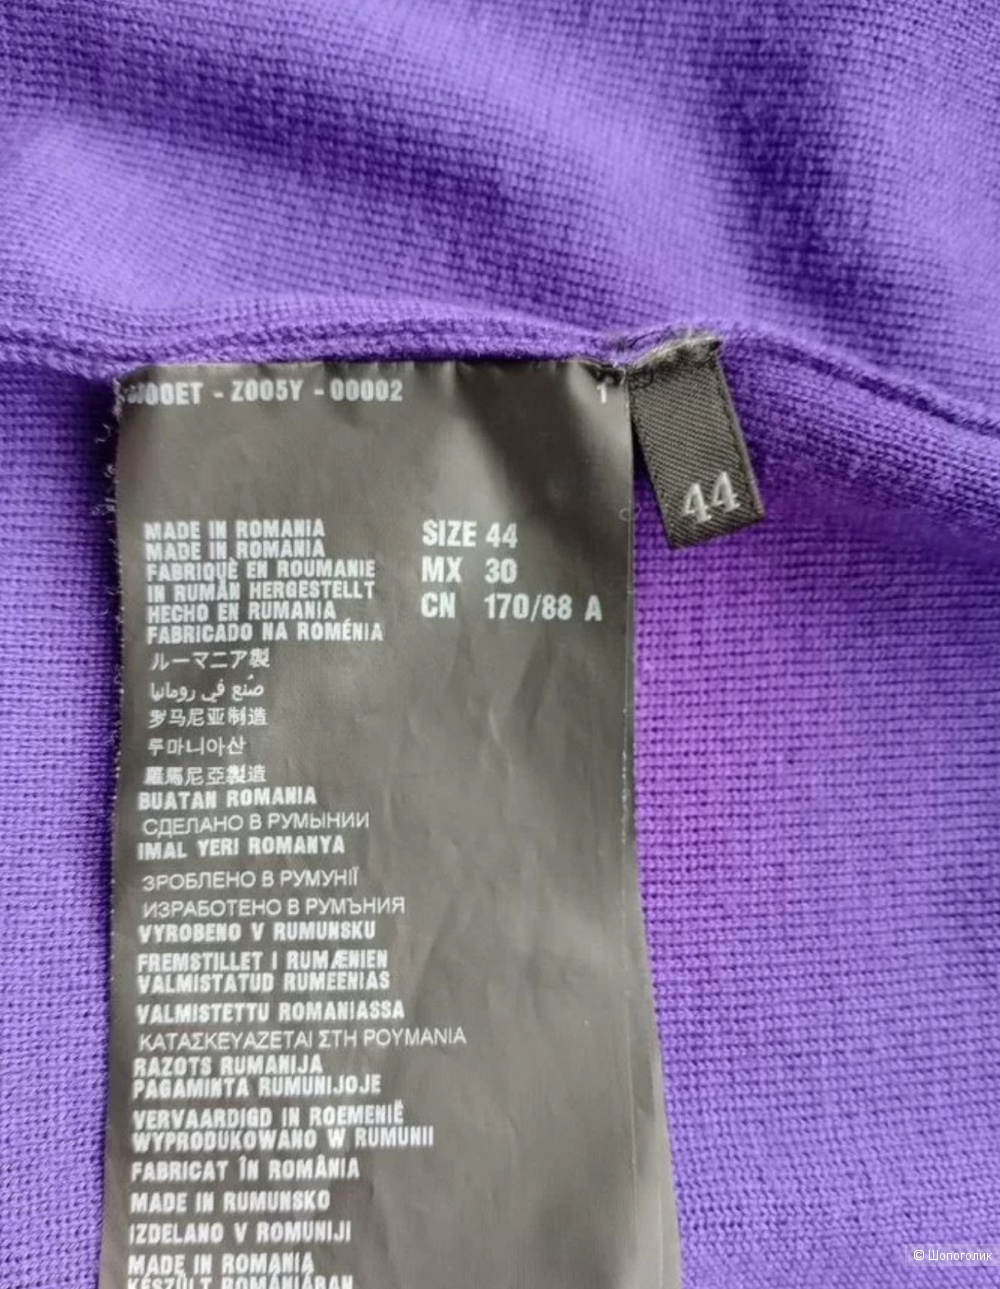 - Z005Y - 00002
1
44
MADE IN ROMANIA
MADE IN ROMANIA
FABRIQUÈ EN ROUMANIE
IN RUMÄN HERGESTELLT
HECHO EN RUMANIA
FABRICADO NA ROMÉNIA
SIZE 44
MX 30
CN 170/88 A
ルーマニア製
صُنع في رومانيا
罗马尼亚制造
루마니아산
羅馬尼亞製造
BUATAN ROMANIA
СДЕЛАНО В РУМЫНИИ
IMAL YERI ROMANYA
ЗРОБЛЕНО В РУМУНІЇ
ИЗРАБОТЕНО В РУМЪНИЯ
VYROBENO V RUMUNSKU
FREMSTILLET I RUMÆNIEN
VALMISTATUD RUMEENIAS
VALMISTETTU ROMANIASSA
ΚΑΤΑΣΚΕΥΑΖΕΤΑΙ ΣΤΗ ΡΟΥΜΑΝΙΑ
RAZOTS RUMANIJA
PAGAMINTA RUMUNIJOJE
VERVAARDIGD IN ROEMENIË
WYPRODUKOWANO W RUMUNII
FABRICAT ÎN ROMÂNIA
MADE IN RUMUNSKO
IZDELANO V ROMUNIJI
MADE IN ROMANIA
KÉSZÜLT ROMÁNIÁBAN
© Шопоголик